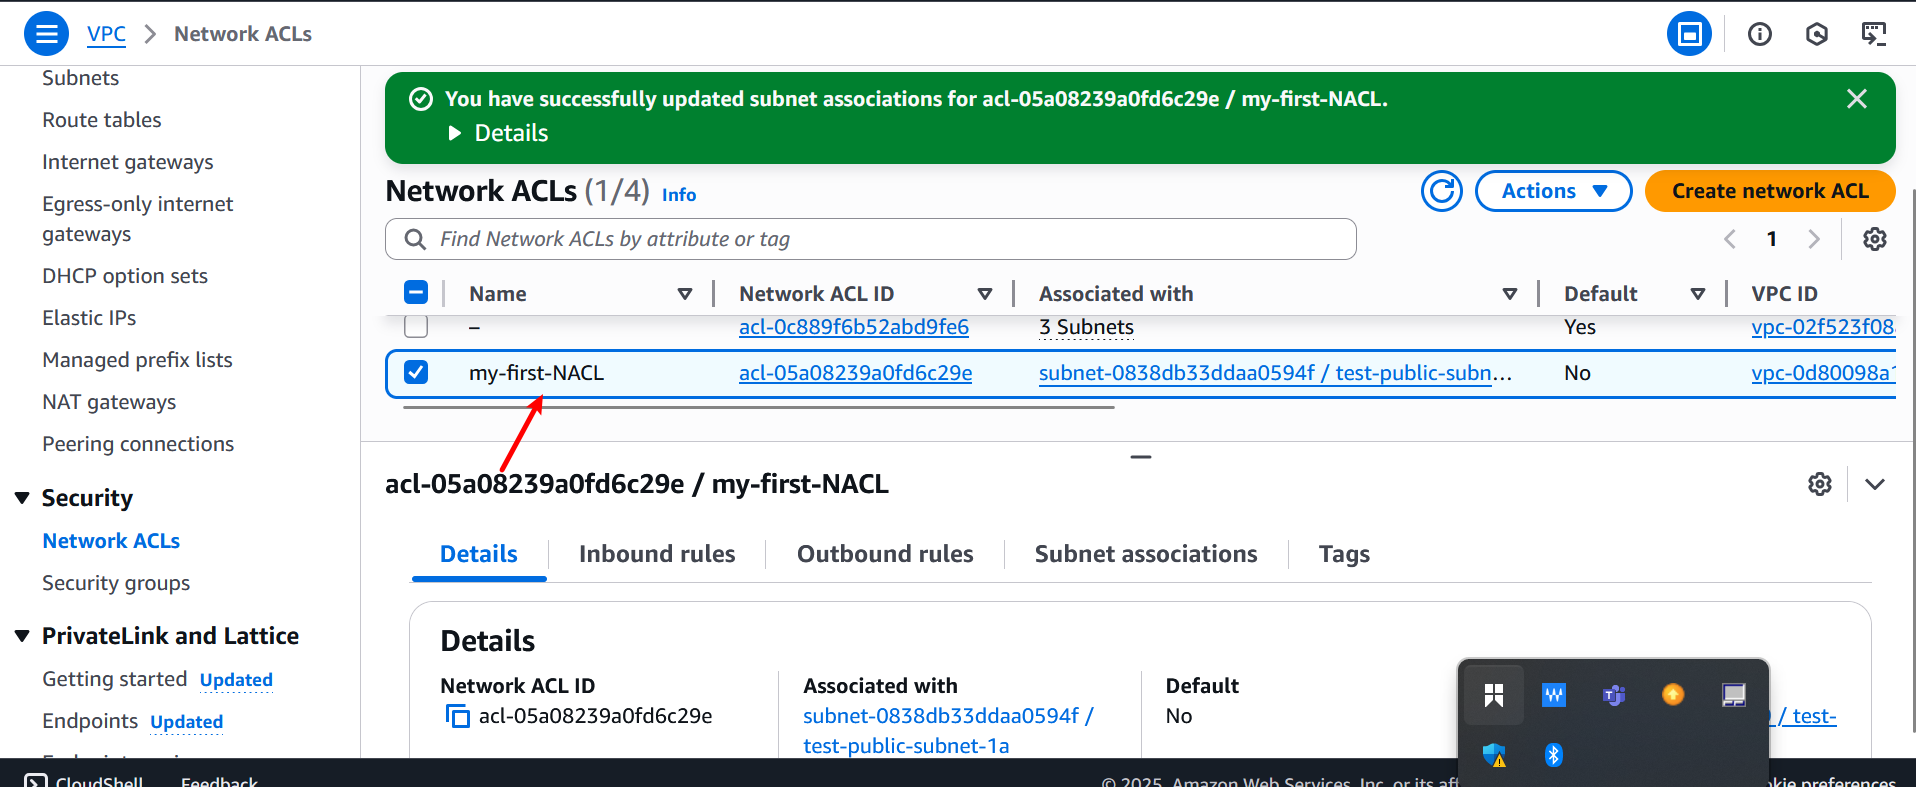 VPC > Network ACLs
Subnets
Route tables
Internet gateways
Egress-only internet
gateways
DHCP option sets
Elastic IPs
Managed prefix lists
NAT gateways
Peering connections
Security
Network ACLs
Security groups
PrivateLink and Lattice
Getting started Updated
Endpoints Updated
You have successfully updated subnet associations for acl-05a08239a0fd6c29e / my-first-NACL.
Details
Network ACLs (1/4) Info
Actions
Create network ACL
Find Network ACLs by attribute or tag
1
Name Network ACL ID Associated with Default VPC ID
– acl-0c889f6b52abd9fe6 3 Subnets Yes vpc-02f523f08
my-first-NACL acl-05a08239a0fd6c29e subnet-0838db33ddaa0594f / test-public-subn... No vpc-0d80098a1
acl-05a08239a0fd6c29e / my-first-NACL
Details Inbound rules Outbound rules Subnet associations Tags
Details
Network ACL ID
acl-05a08239a0fd6c29e
Associated with
subnet-0838db33ddaa0594f /
test-public-subnet-1a
Default
No
/ test-
CloudShell Feedback
© 2025, Amazon Web Services, Inc. or its aff
kie preferences